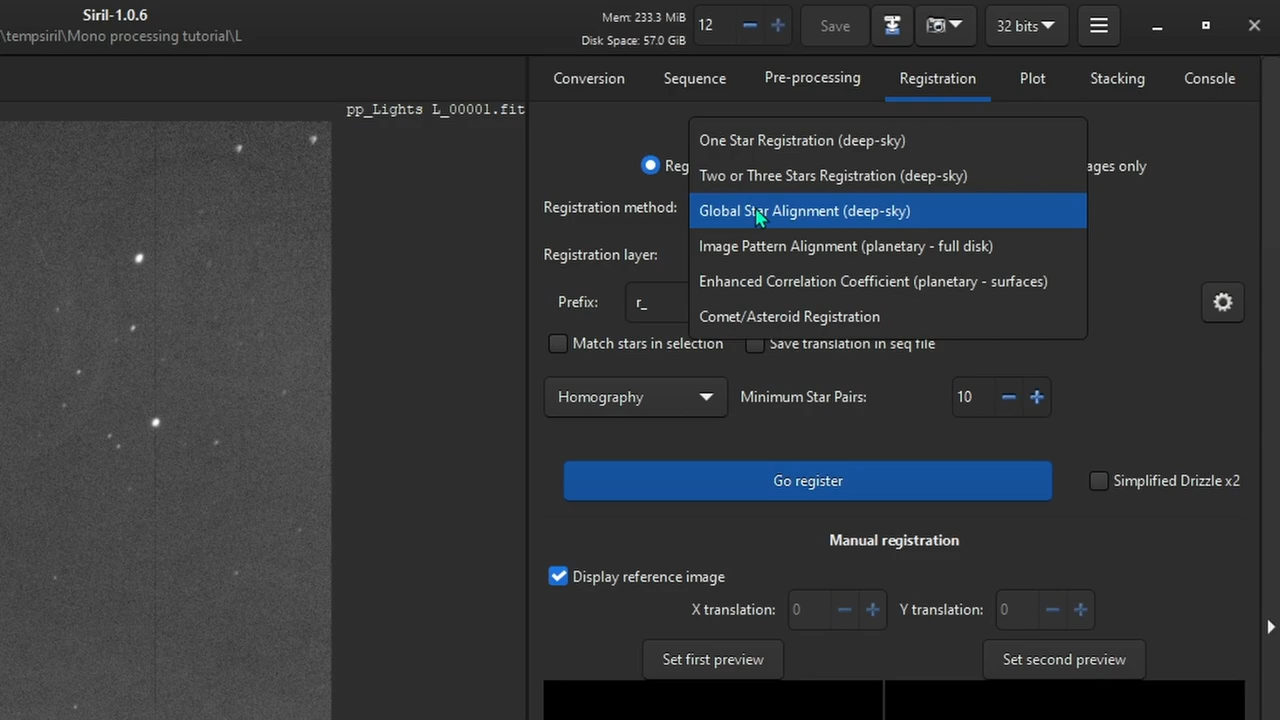 Siril-1.0.6
\tempsiril\Mono processing tutorial\L
Mem: 233.3 MiB
Disk Space: 57.0 GiB
12
Save
32 bits
Conversion
Sequence
Pre-processing
Registration
Plot
Stacking
Console
pp_Lights L_00001.fit
Reg
ages only
Registration method:
One Star Registration (deep-sky)
Two or Three Stars Registration (deep-sky)
Global Star Alignment (deep-sky)
Image Pattern Alignment (planetary - full disk)
Enhanced Correlation Coefficient (planetary - surfaces)
Comet/Asteroid Registration
Registration layer:
Prefix:
r_
Match stars in selection
Save translation in seq file
Homography
Minimum Star Pairs:
10
Go register
Simplified Drizzle x2
Manual registration
Display reference image
X translation:
0
Y translation:
0
Set first preview
Set second preview